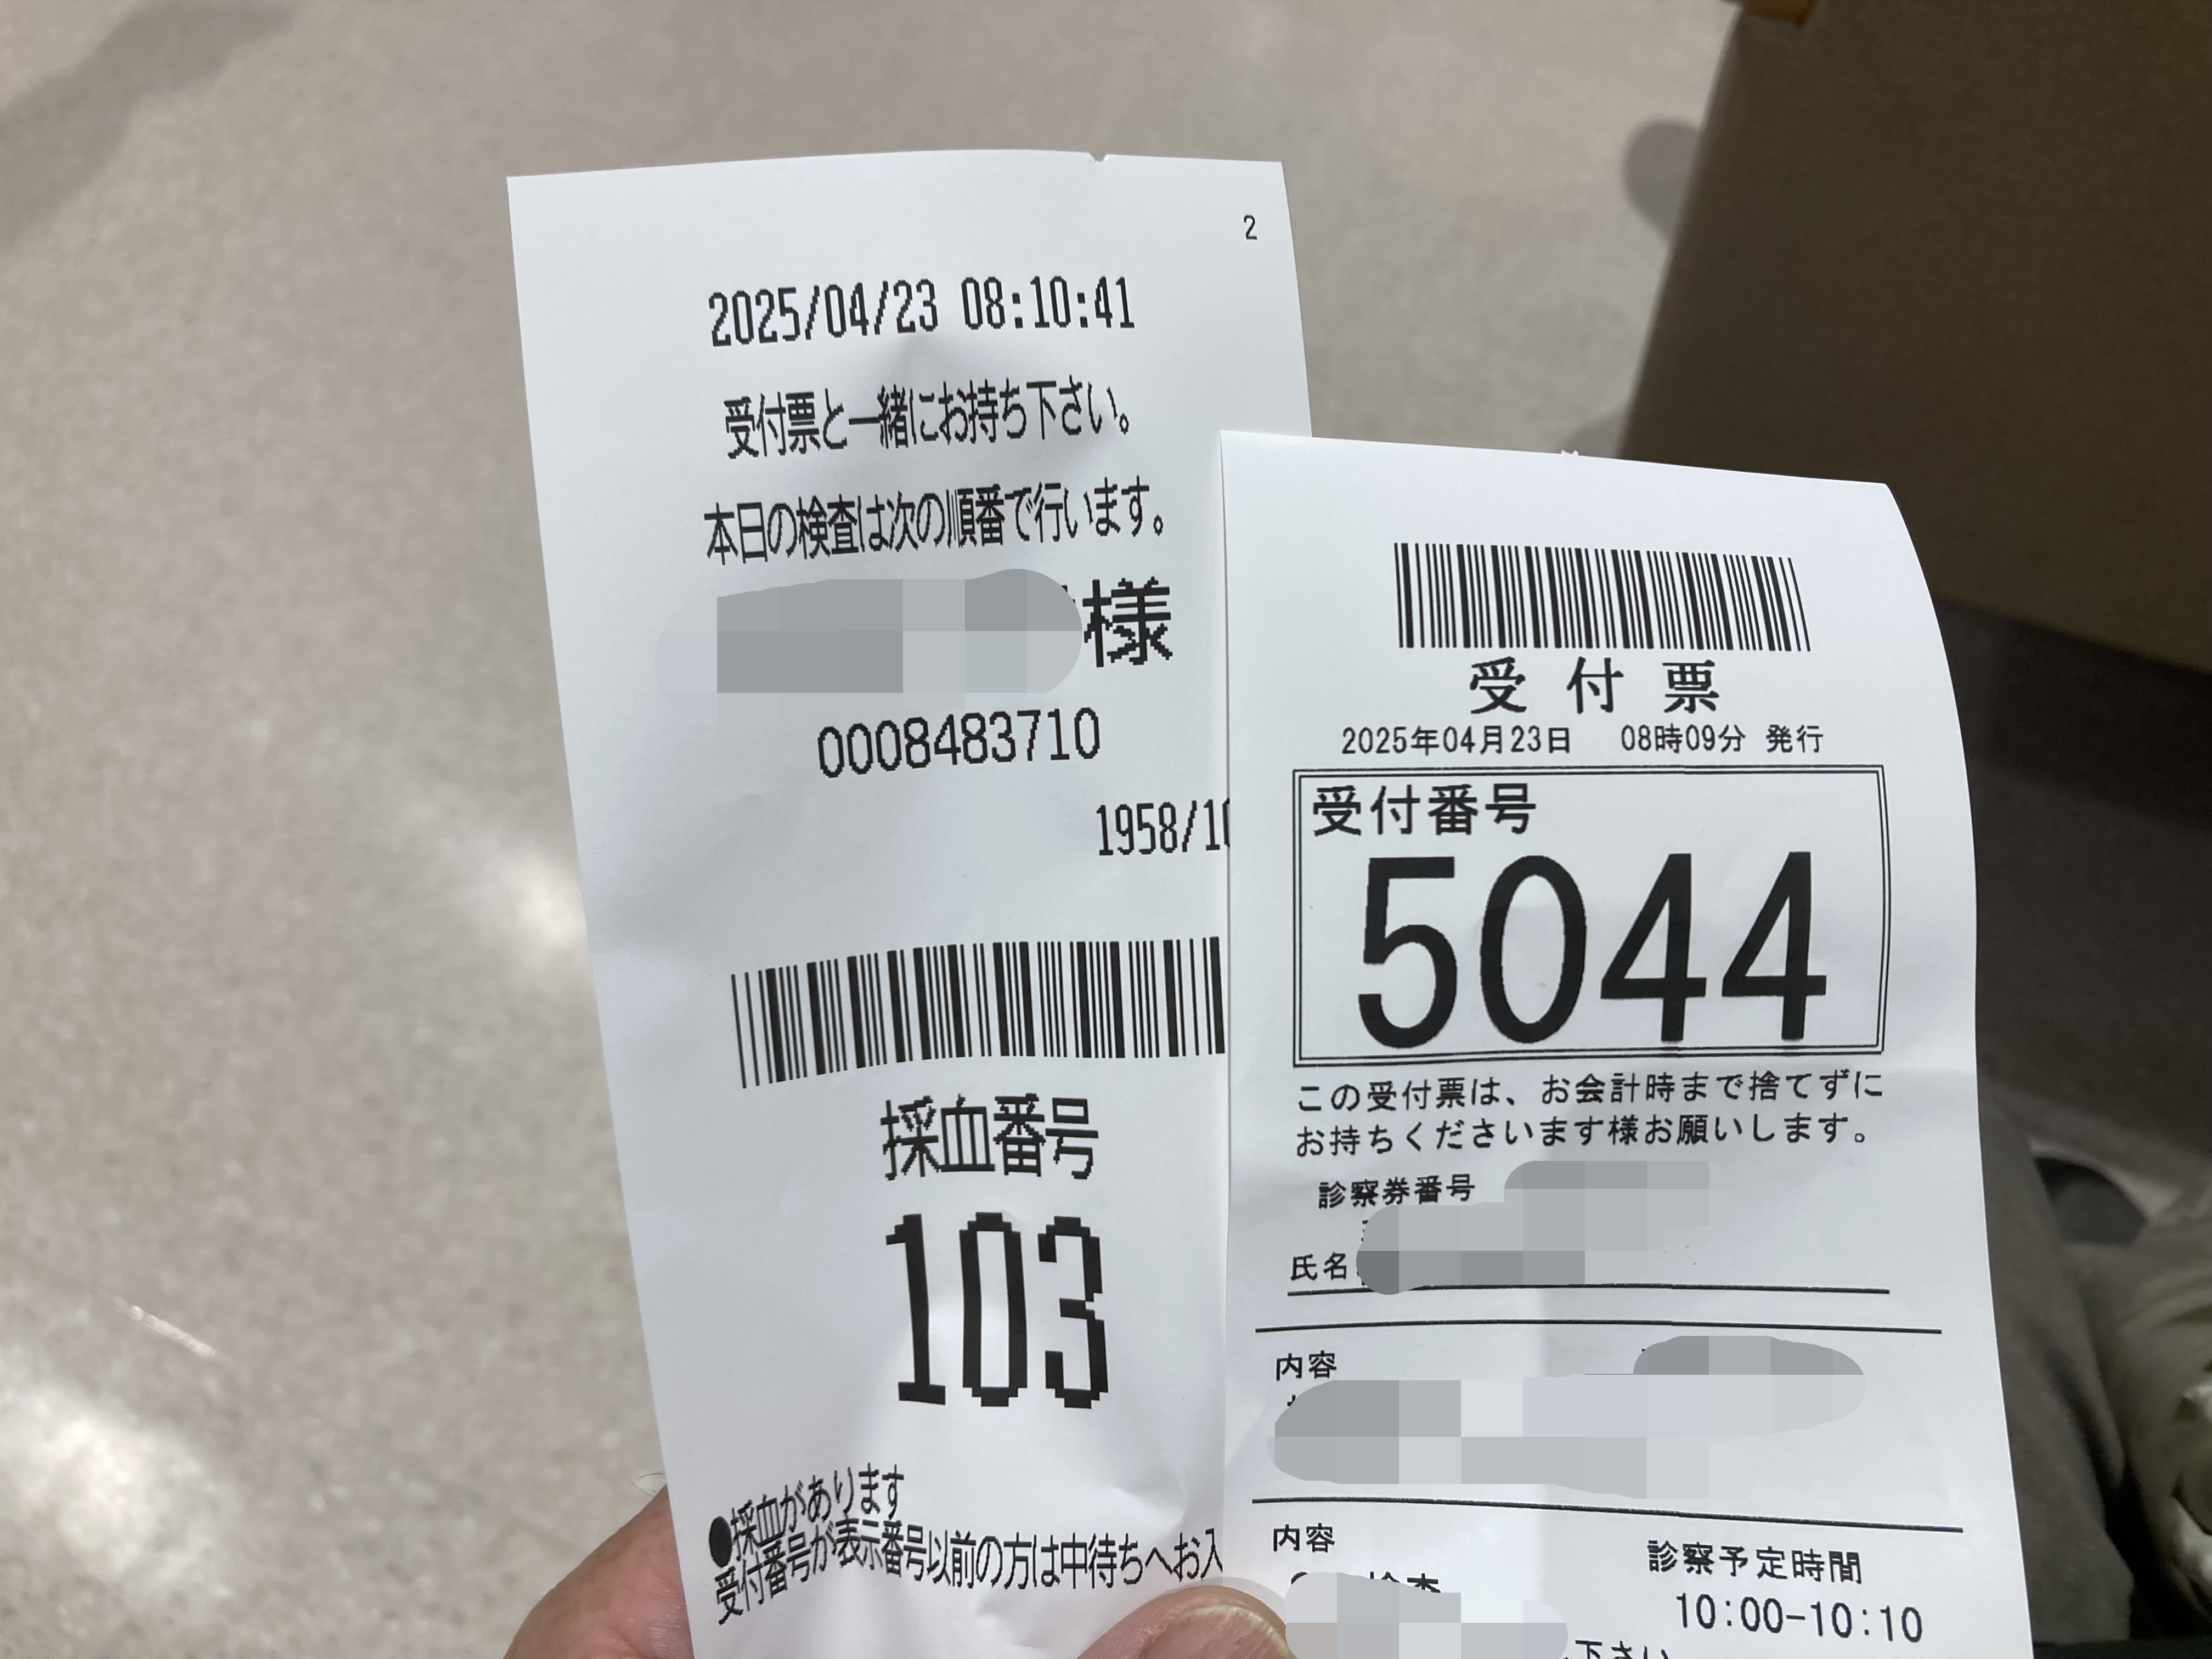 2
2025/04/23 08:10:41
受付票と一緒にお持ち下さい。
本日の検査は次の順番で行います。
様
0008483710
1958/10
採血番号
103
●採血があります
受付番号が表示番号以前の方は中待ちへお入
受付票
2025年04月23日 08時09分 発行
受付番号
5044
この受付票は、お会計時まで捨てずに
お持ちくださいます様お願いします。
診察券番号
氏名
内容
内容 診察予定時間
検査 10:00-10:10
下さい